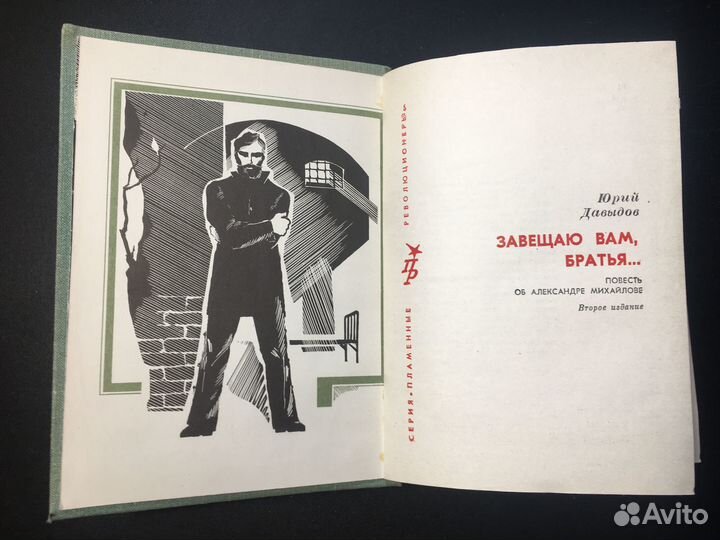 СЕРИЯ • ПЛАМЕННЫЕ
ПР
РЕВОЛЮЦИОНЕРЫ
Юрий
Давыдов
ЗАВЕЩАЮ ВАМ,
БРАТЬЯ...
ПОВЕСТЬ
ОБ АЛЕКСАНДРЕ МИХАЙЛОВЕ
Второе издание
Avito